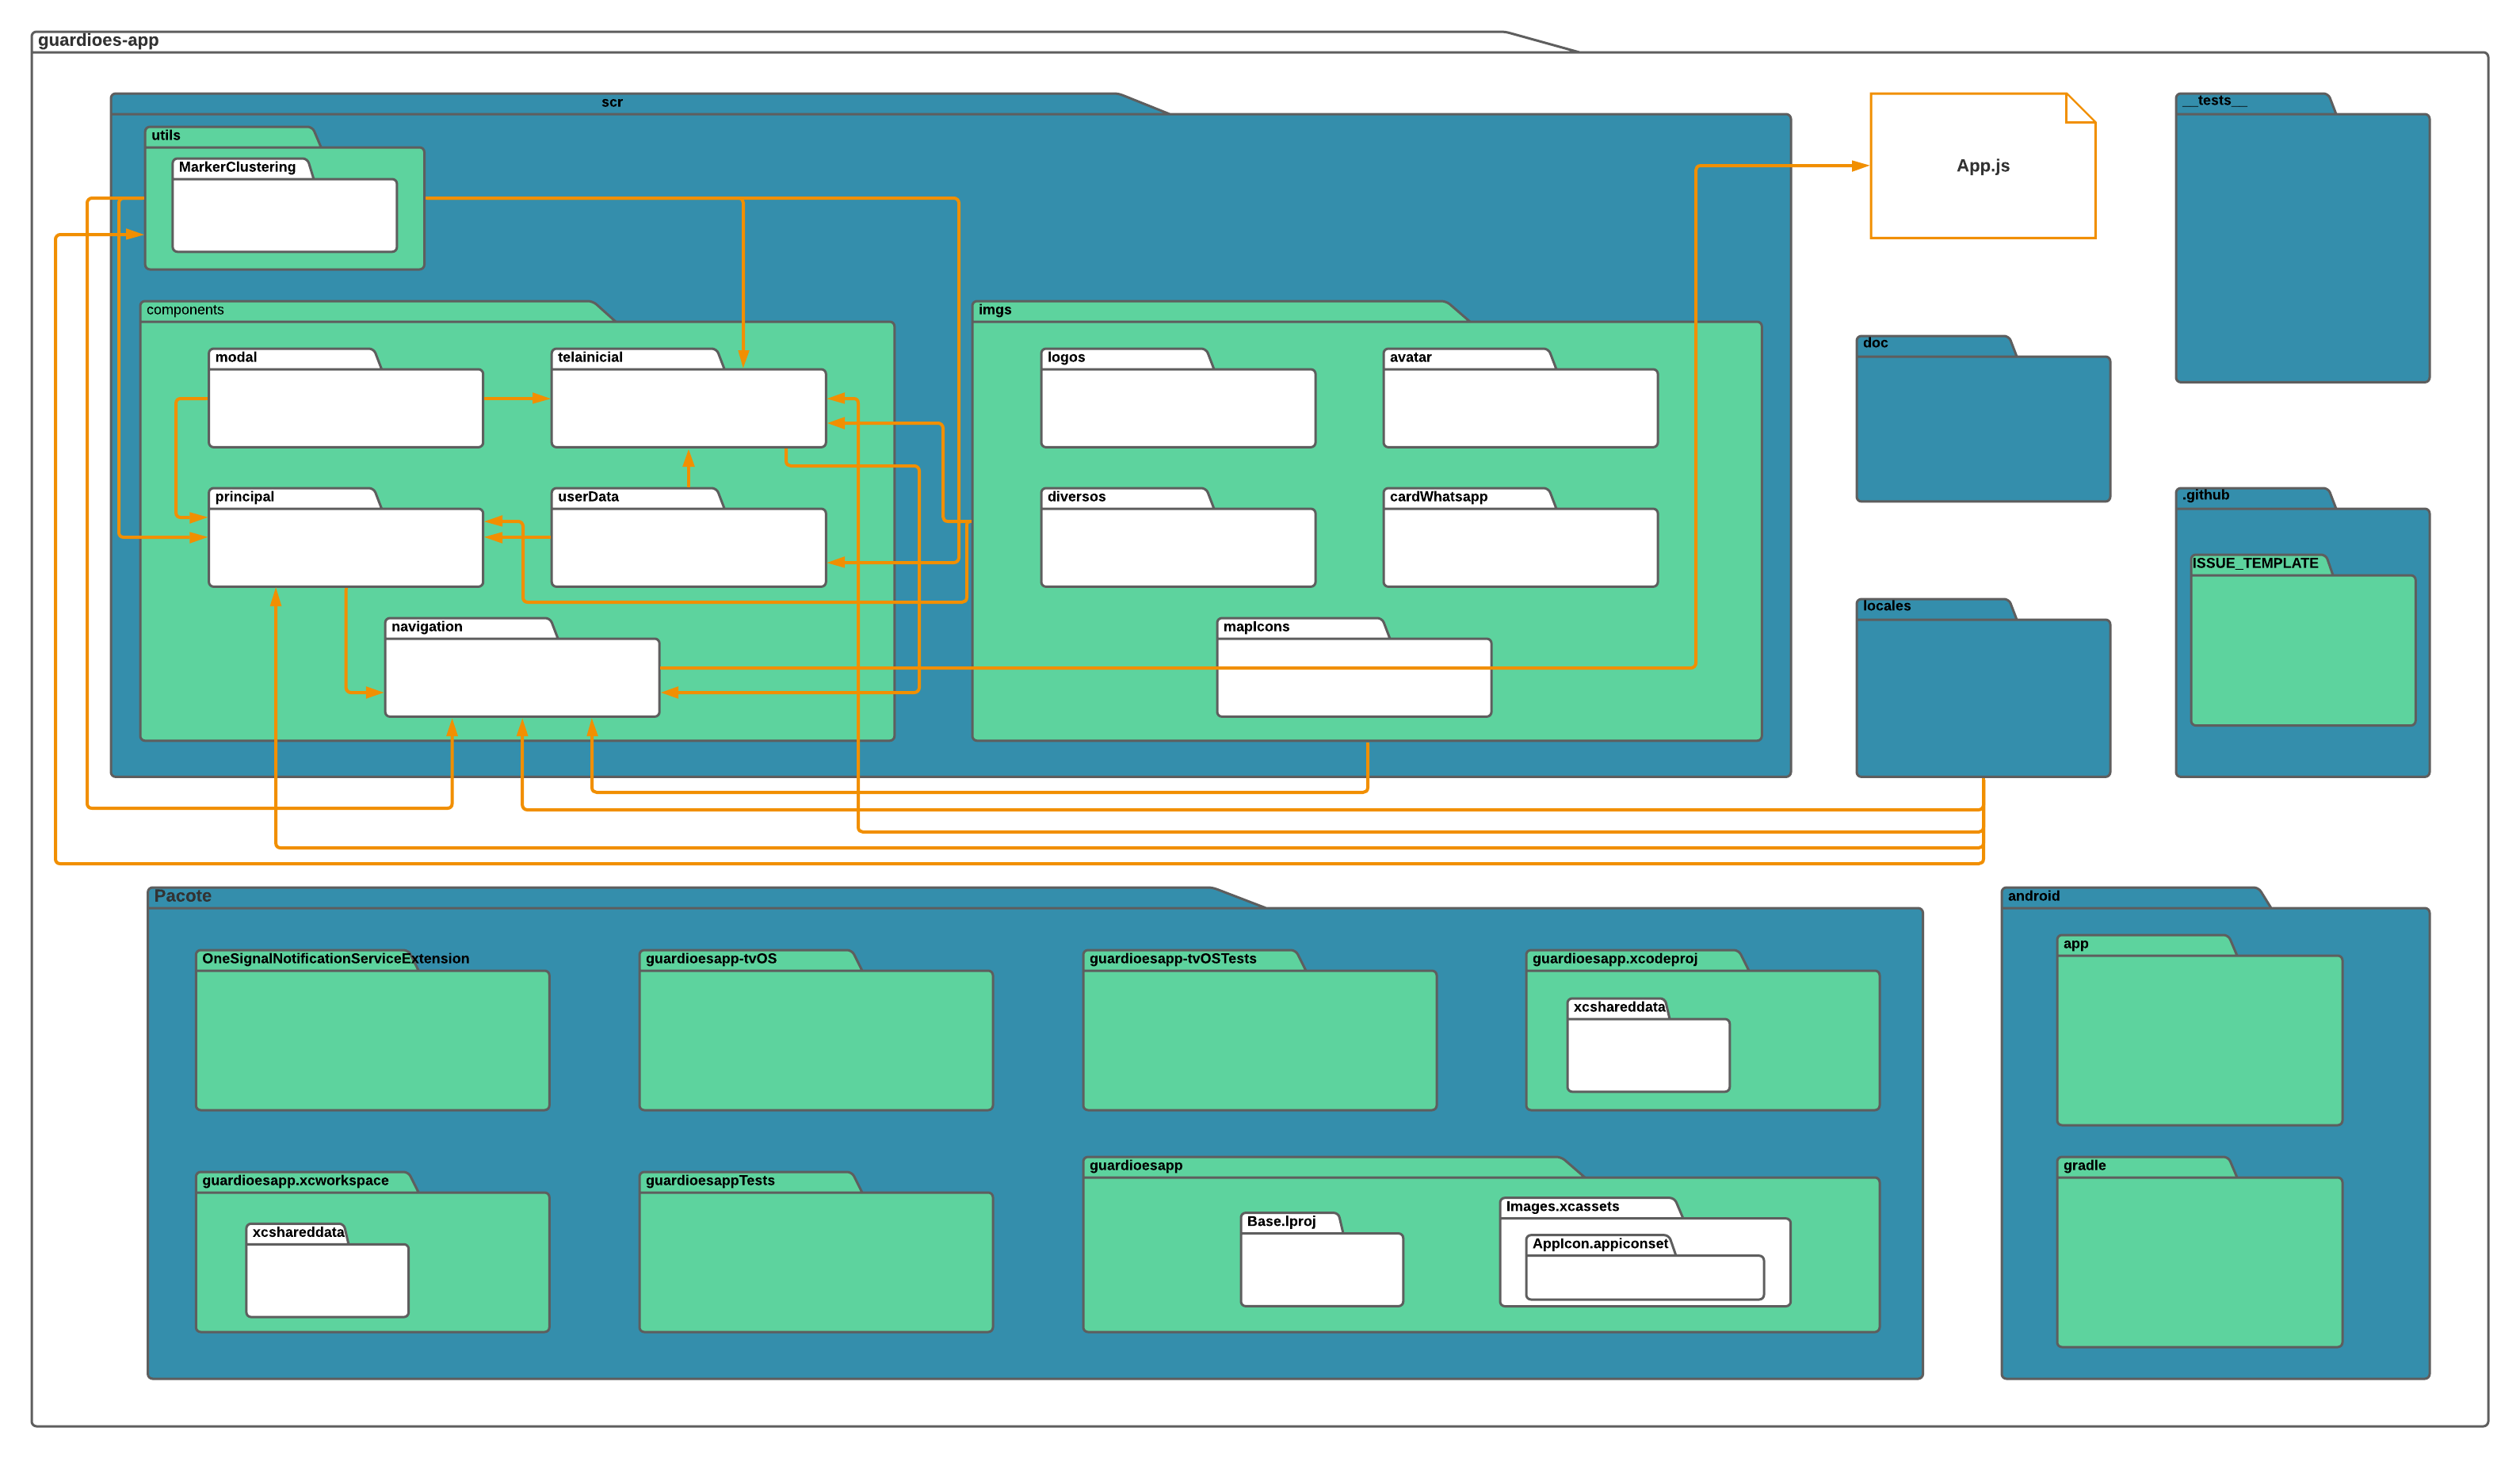 guardioes-app
scr
utils
MarkerClustering
App.js
__tests__
components
modal
telainicial
principal
userData
navigation
imgs
logos
avatar
diversos
cardWhatsapp
mapIcons
doc
.github
ISSUE_TEMPLATE
locales
Pacote
OneSignalNotificationServiceExtension
guardioesapp-tvOS
guardioesapp-tvOSTests
guardioesapp.xcodeproj
xcshareddata
guardioesapp.xcworkspace
xcshareddata
guardioesappTests
guardioesapp
Base.lproj
Images.xcassets
AppIcon.appiconset
android
app
gradle